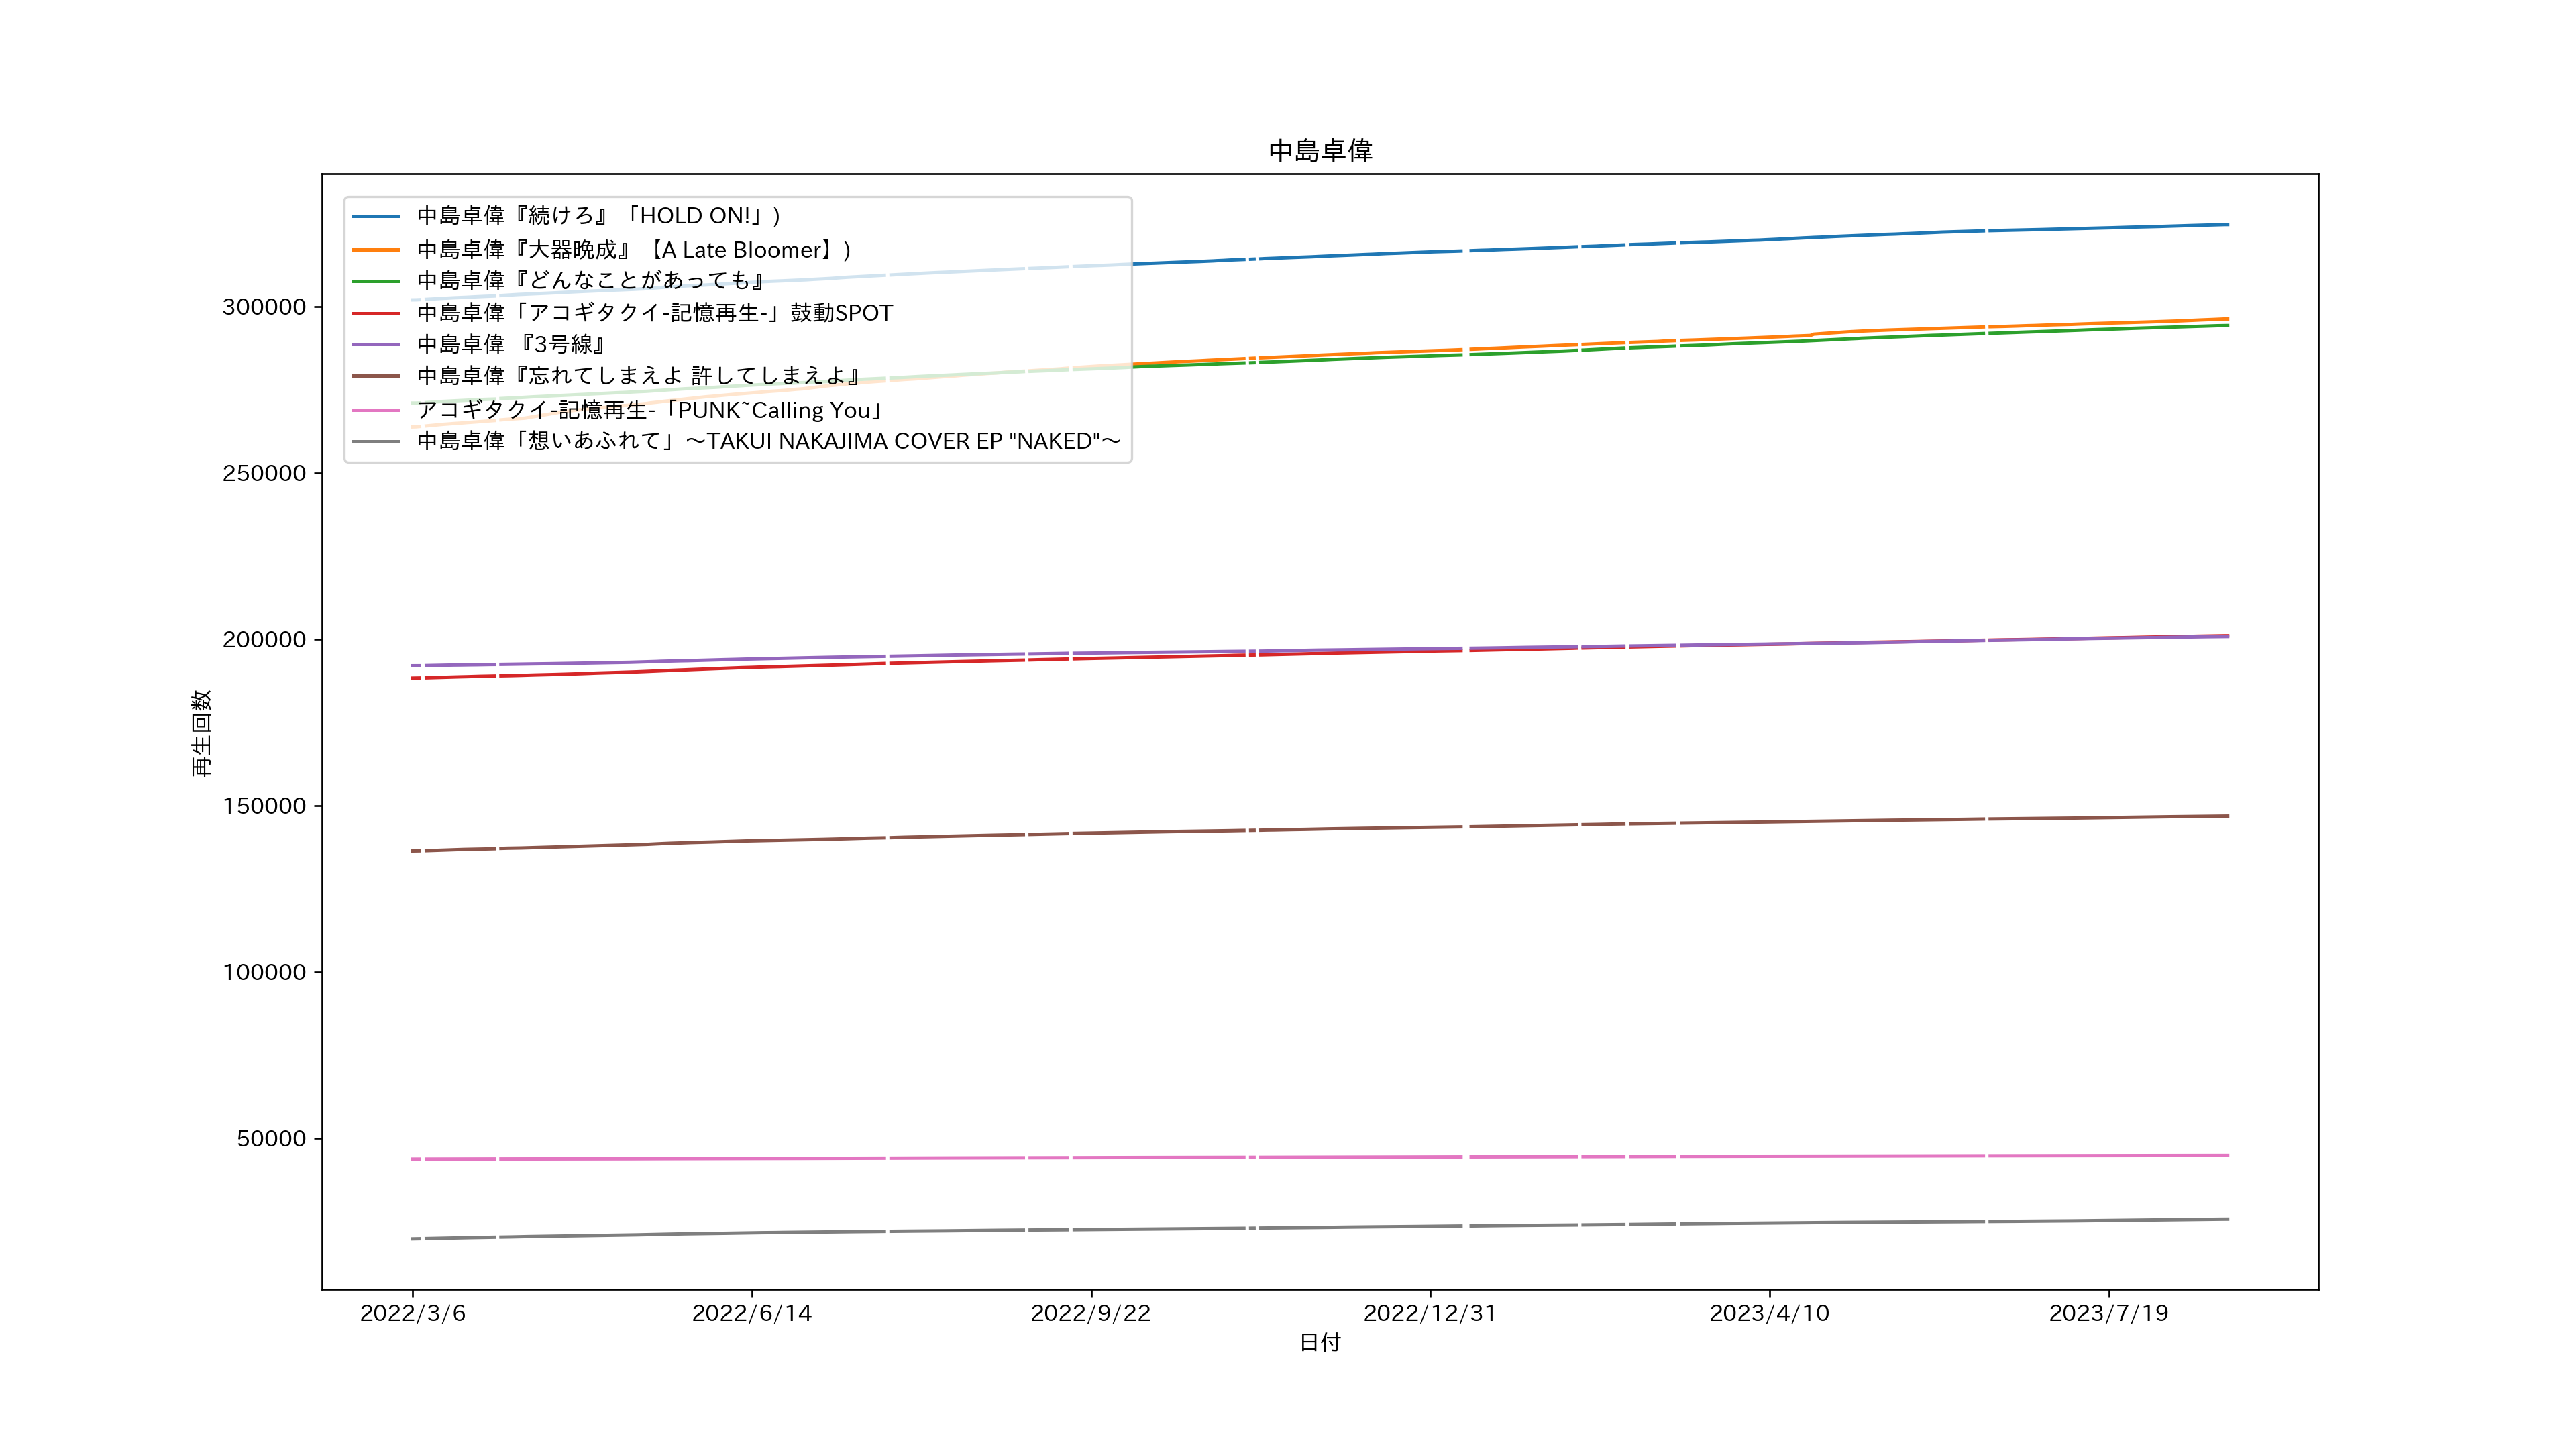 中島卓偉
中島卓偉『続けろ』「HOLD ON!」)
中島卓偉『大器晩成』【A Late Bloomer】)
中島卓偉『どんなことがあっても』
中島卓偉「アコギタクイ-記憶再生-」鼓動SPOT
中島卓偉 『3号線』
中島卓偉『忘れてしまえよ 許してしまえよ』
アコギタクイ-記憶再生-「PUNK~Calling You」
中島卓偉「想いあふれて」～TAKUI NAKAJIMA COVER EP "NAKED"～
300000
250000
200000
150000
100000
50000
再生回数
2022/3/6
2022/6/14
2022/9/22
2022/12/31
2023/4/10
2023/7/19
日付